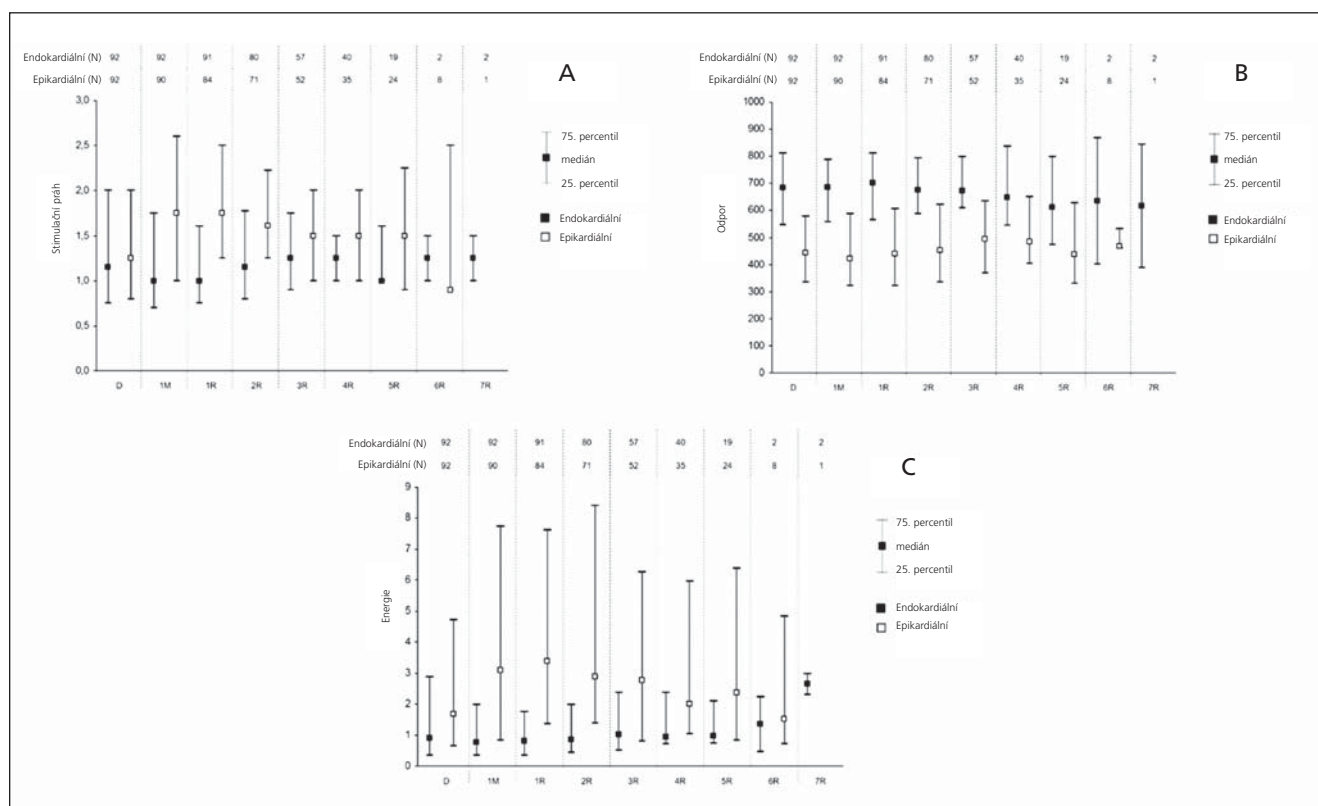 Endokardiální (N) 92 92 91 80 57 40 19 2 2
Epikardiální (N) 92 90 84 71 52 35 24 8 1
A
3,0
2,5
2,0
1,5
1,0
0,5
0,0
Stimulační práh
D 1M 1R 2R 3R 4R 5R 6R 7R
75. percentil
medián
25. percentil
Endokardiální
Epikardiální
Endokardiální (N) 92 92 91 80 57 40 19 2 2
Epikardiální (N) 92 90 84 71 52 35 24 8 1
B
1000
900
800
700
600
500
400
300
200
100
0,0
Odpor
D 1M 1R 2R 3R 4R 5R 6R 7R
75. percentil
medián
25. percentil
Endokardiální
Epikardiální
Endokardiální (N) 92 92 91 80 57 40 19 2 2
Epikardiální (N) 92 90 84 71 52 35 24 8 1
C
9
8
7
6
5
4
3
2
1
0
Energie
D 1M 1R 2R 3R 4R 5R 6R 7R
75. percentil
medián
25. percentil
Endokardiální
Epikardiální